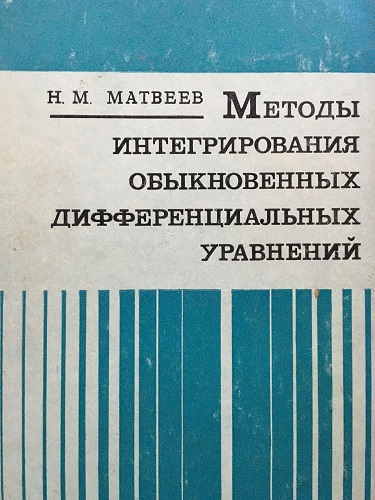 Н. М. МАТВЕЕВ МЕТОДЫ
ИНТЕГРИРОВАНИЯ
ОБЫКНОВЕННЫХ
ДИФФЕРЕНЦИАЛЬНЫХ
УРАВНЕНИЙ